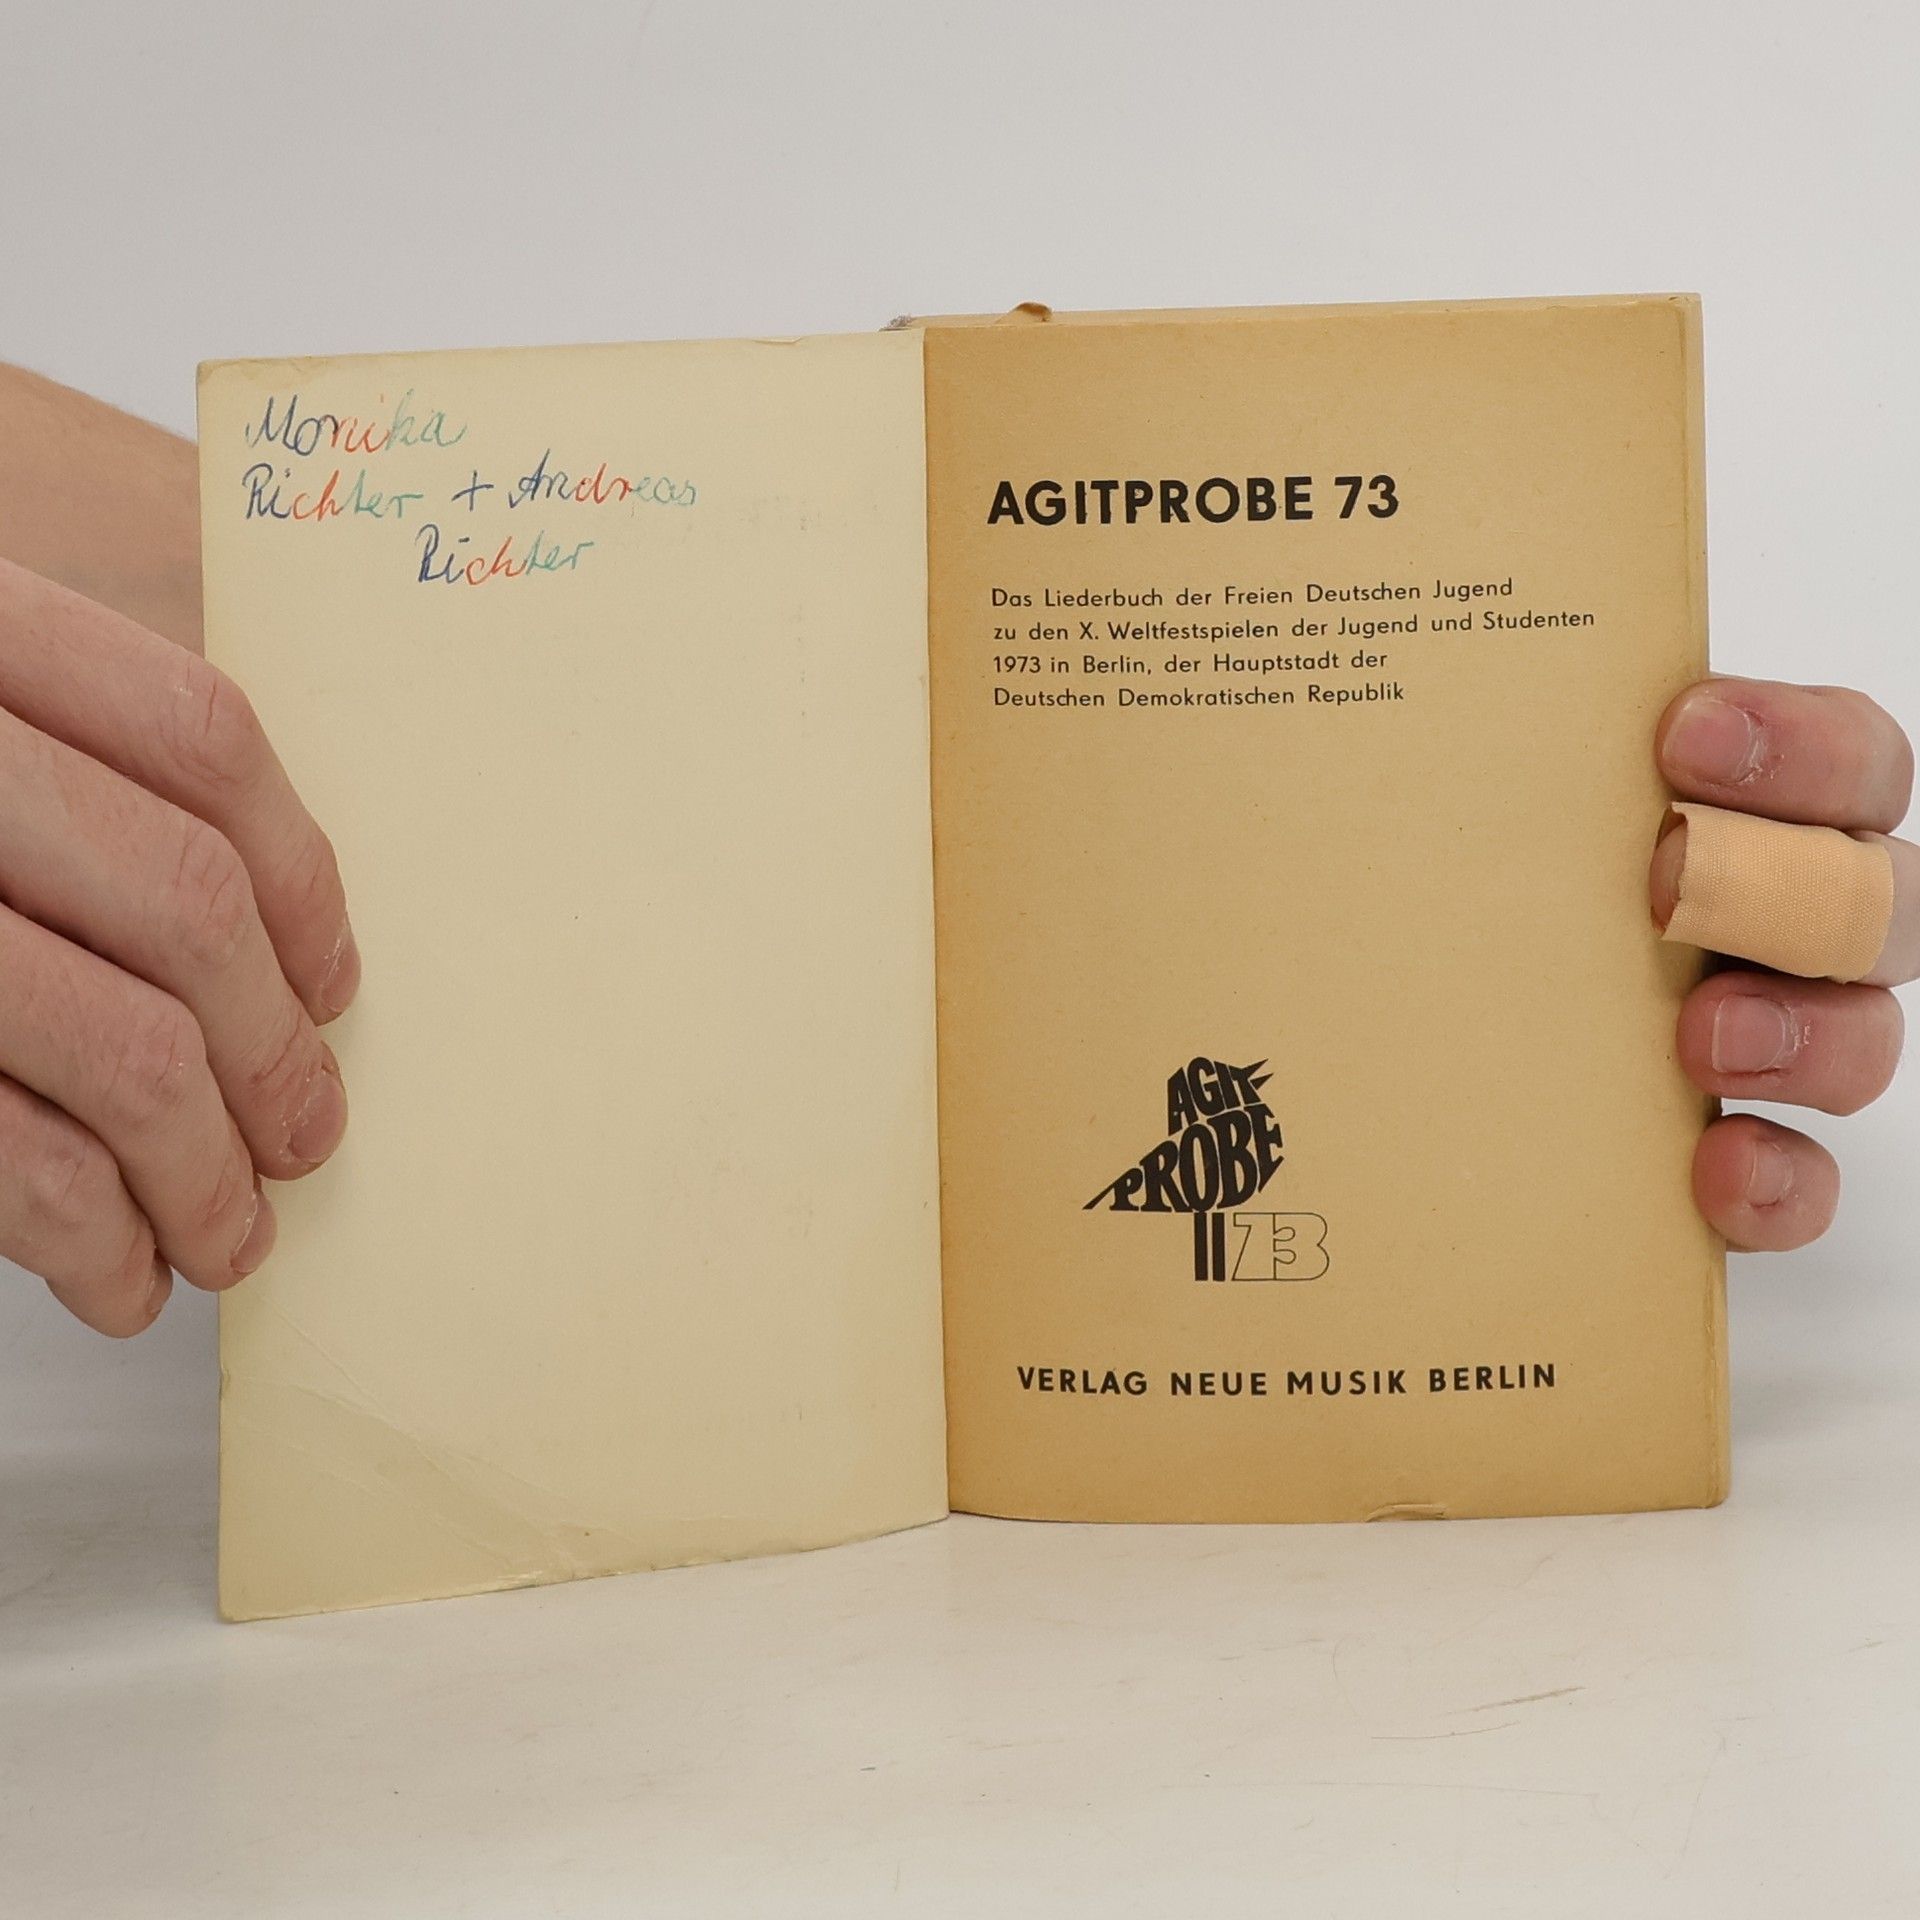 Monika
Richter + Andreas
Richter
AGITPROBE 73
Das Liederbuch der Freien Deutschen Jugend
zu den X. Weltfestspielen der Jugend und Studenten
1973 in Berlin, der Hauptstadt der
Deutschen Demokratischen Republik
AGIT-
PROBE
73
VERLAG NEUE MUSIK BERLIN